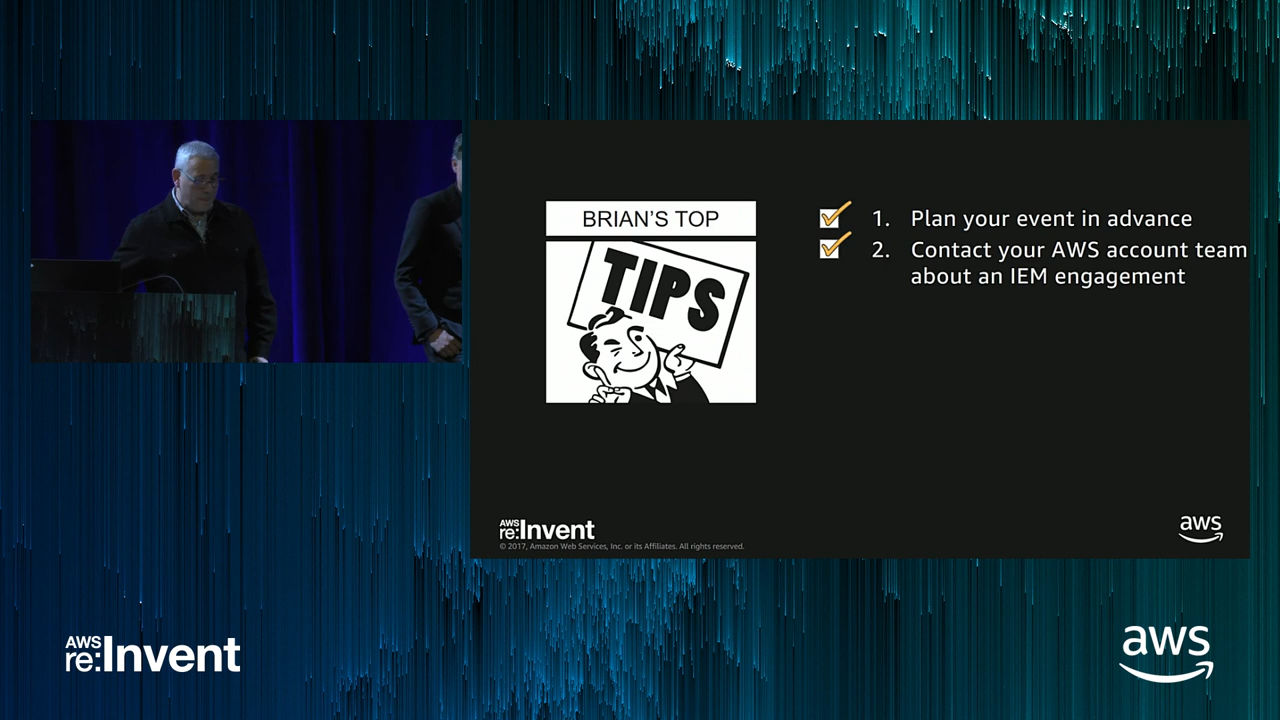 BRIAN'S TOP
TIPS
1. Plan your event in advance
2. Contact your AWS account team
about an IEM engagement
AWS
re:Invent
© 2017, Amazon Web Services, Inc. or its Affiliates. All rights reserved.
aws
AWS
re:Invent
aws